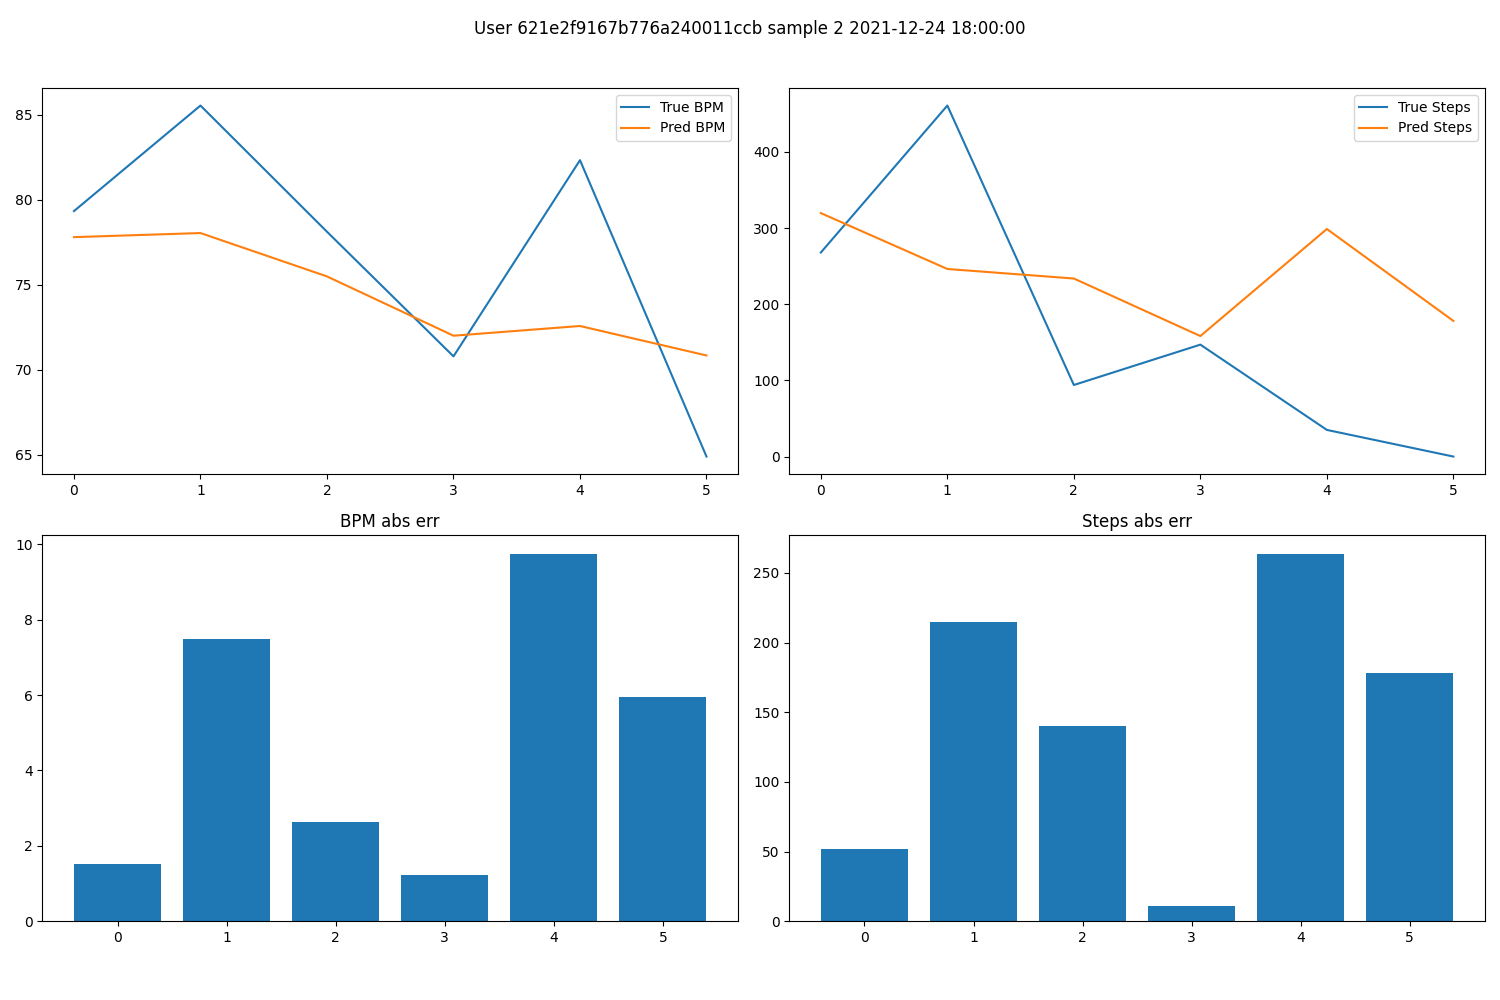 User 621e2f9167b776a240011ccb sample 2 2021-12-24 18:00:00
True BPM
Pred BPM
85
80
75
70
65
0 1 2 3 4 5
True Steps
Pred Steps
400
300
200
100
0
0 1 2 3 4 5
BPM abs err
10
8
6
4
2
0
0 1 2 3 4 5
Steps abs err
250
200
150
100
50
0
0 1 2 3 4 5